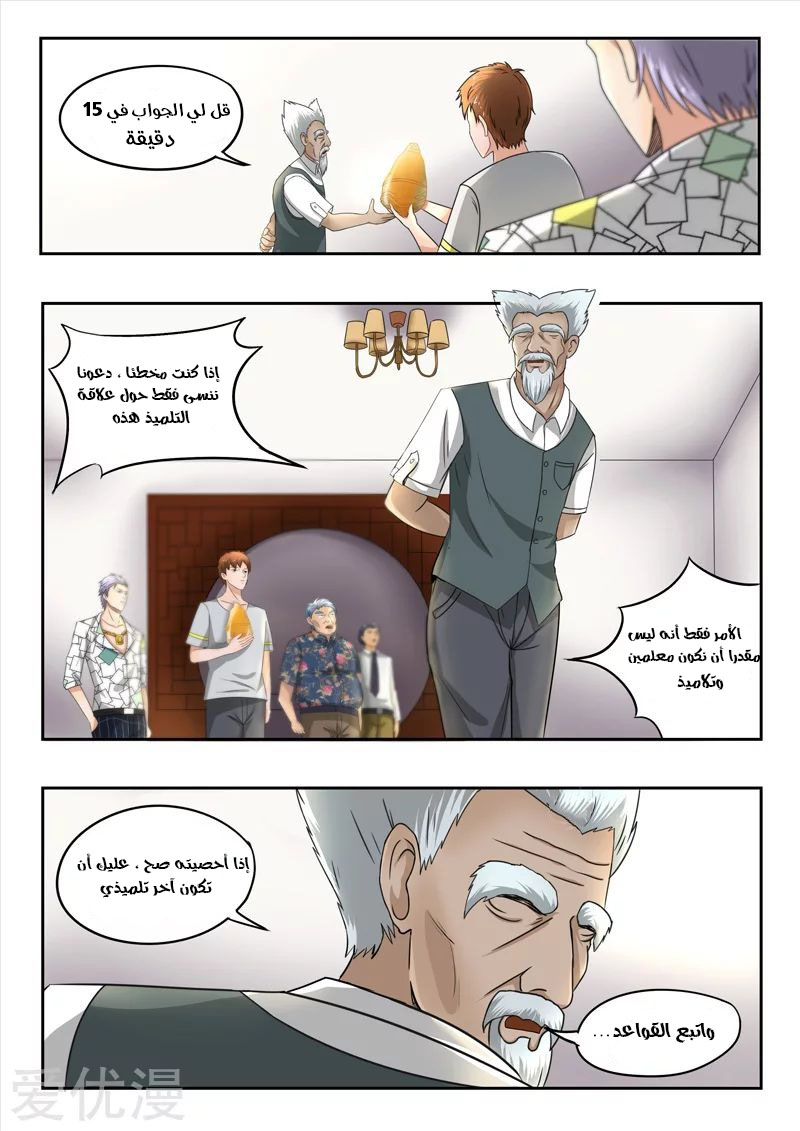 قل لي الجواب في 15
دقيقة
إذا كنت مخطئا ، دعونا
ننسى فقط حول علاقة
التلميذ هذه
الأمر فقط أنه ليس
مقدرا أن نكون معلمين
وتلاميذ
إذا أحصيته صح ، عليك أن
تكون آخر تلميذي
واتبع القواعد...
爱优漫